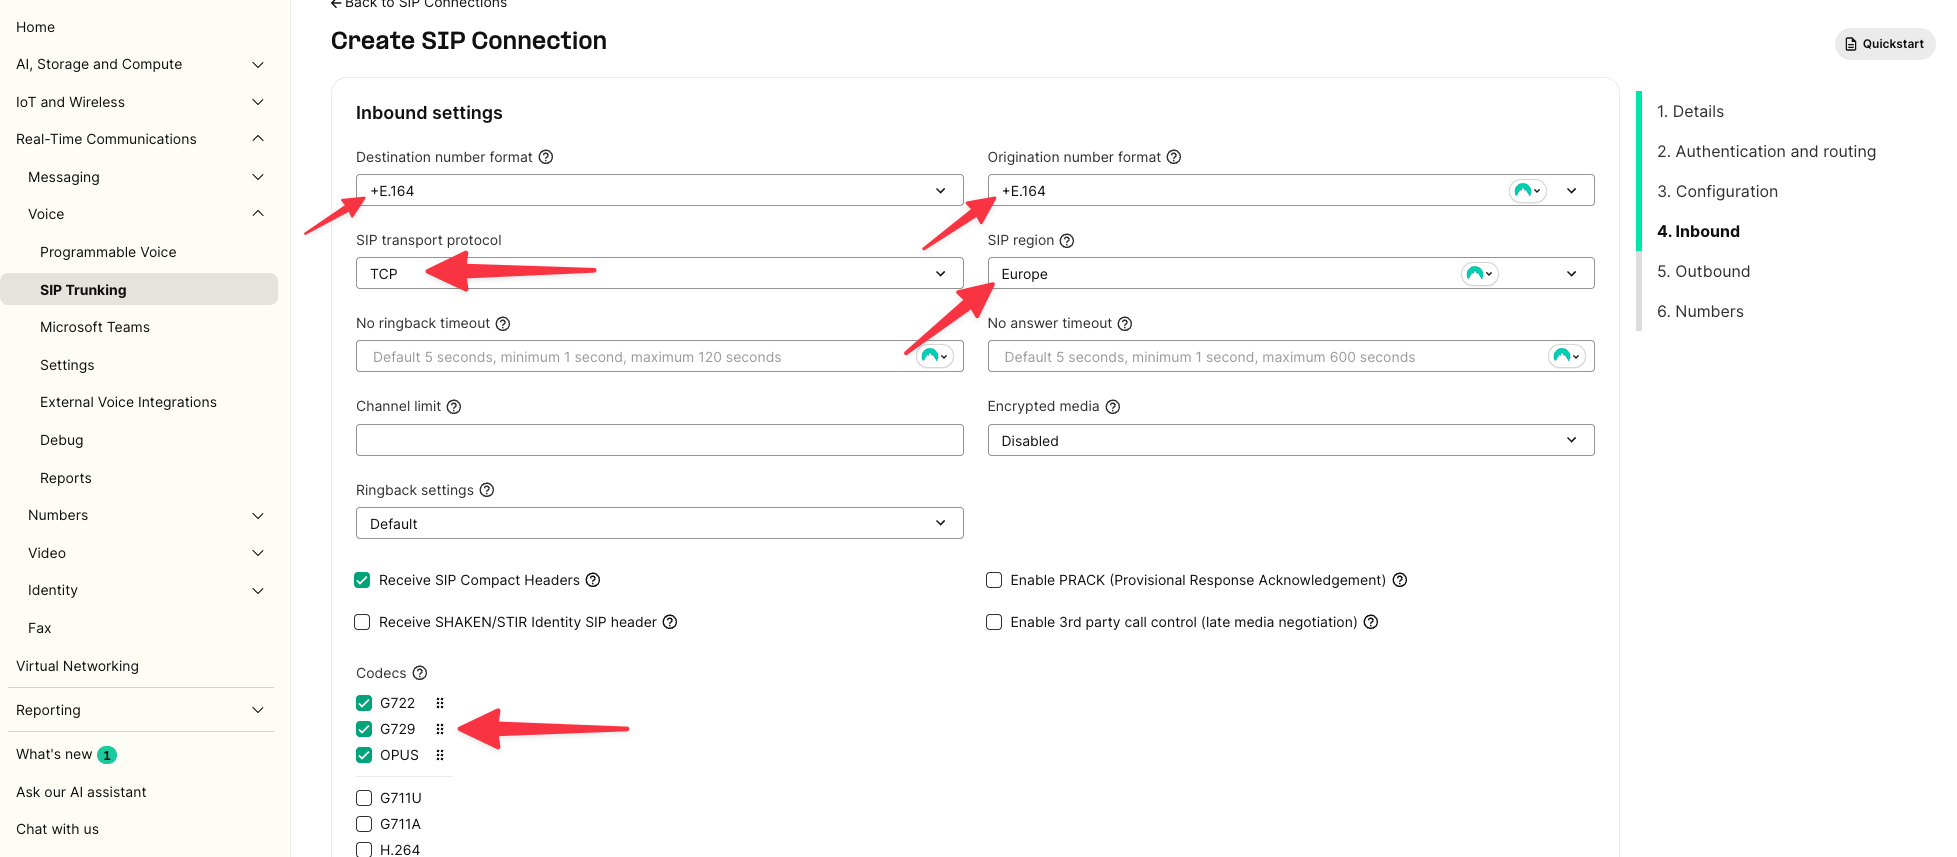 Home
AI, Storage and Compute
IoT and Wireless
Real-Time Communications
Messaging
Voice
Programmable Voice
SIP Trunking
Microsoft Teams
Settings
External Voice Integrations
Debug
Reports
Numbers
Video
Identity
Fax
Virtual Networking
Reporting
What's new 1
Ask our AI assistant
Chat with us
Back to SIP Connections
Create SIP Connection
Quickstart
Inbound settings
Destination number format
+E.164
Origination number format
+E.164
SIP transport protocol
TCP
SIP region
Europe
No ringback timeout
Default 5 seconds, minimum 1 second, maximum 120 seconds
No answer timeout
Default 5 seconds, minimum 1 second, maximum 600 seconds
Channel limit
Encrypted media
Disabled
Ringback settings
Default
Receive SIP Compact Headers
Enable PRACK (Provisional Response Acknowledgement)
Receive SHAKEN/STIR Identity SIP header
Enable 3rd party call control (late media negotiation)
Codecs
G722
G729
OPUS
G711U
G711A
H.264
1. Details
2. Authentication and routing
3. Configuration
4. Inbound
5. Outbound
6. Numbers